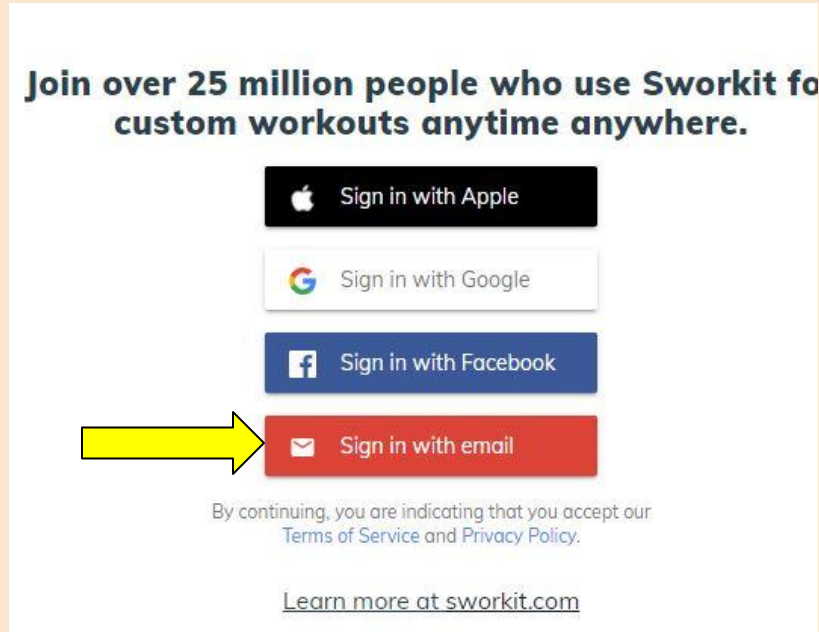 Join over 25 million people who use Sworkit fo
custom workouts anytime anywhere.
Sign in with Apple
Sign in with Google
Sign in with Facebook
Sign in with email
By continuing, you are indicating that you accept our
Terms of Service and Privacy Policy.
Learn more at sworkit.com